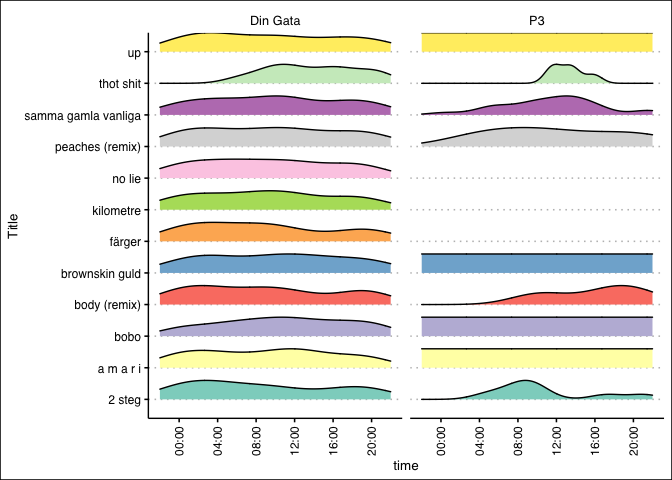 Din Gata
P3
Title
up
thot shit
samma gamla vanliga
peaches (remix)
no lie
kilometre
färger
brownskin guld
body (remix)
bobo
a m a r i
2 steg
00:00 04:00 08:00 12:00 16:00 20:00
00:00 04:00 08:00 12:00 16:00 20:00
time